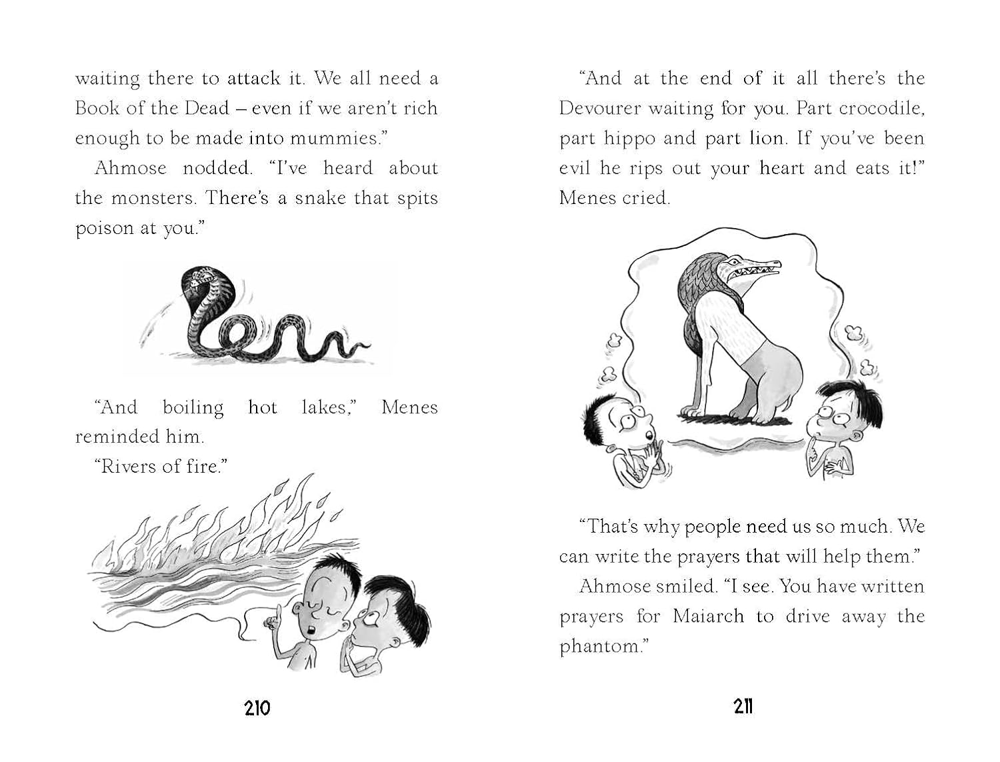 waiting there to attack it. We all need a
Book of the Dead – even if we aren’t rich
enough to be made into mummies.”
Ahmose nodded. “I’ve heard about
the monsters. There’s a snake that spits
poison at you.”
“And boiling hot lakes,” Menes
reminded him.
“Rivers of fire.”
210
“And at the end of it all there’s the
Devourer waiting for you. Part crocodile,
part hippo and part lion. If you’ve been
evil he rips out your heart and eats it!”
Menes cried.
“That’s why people need us so much. We
can write the prayers that will help them.”
Ahmose smiled. “I see. You have written
prayers for Maiarch to drive away the
phantom.”
211